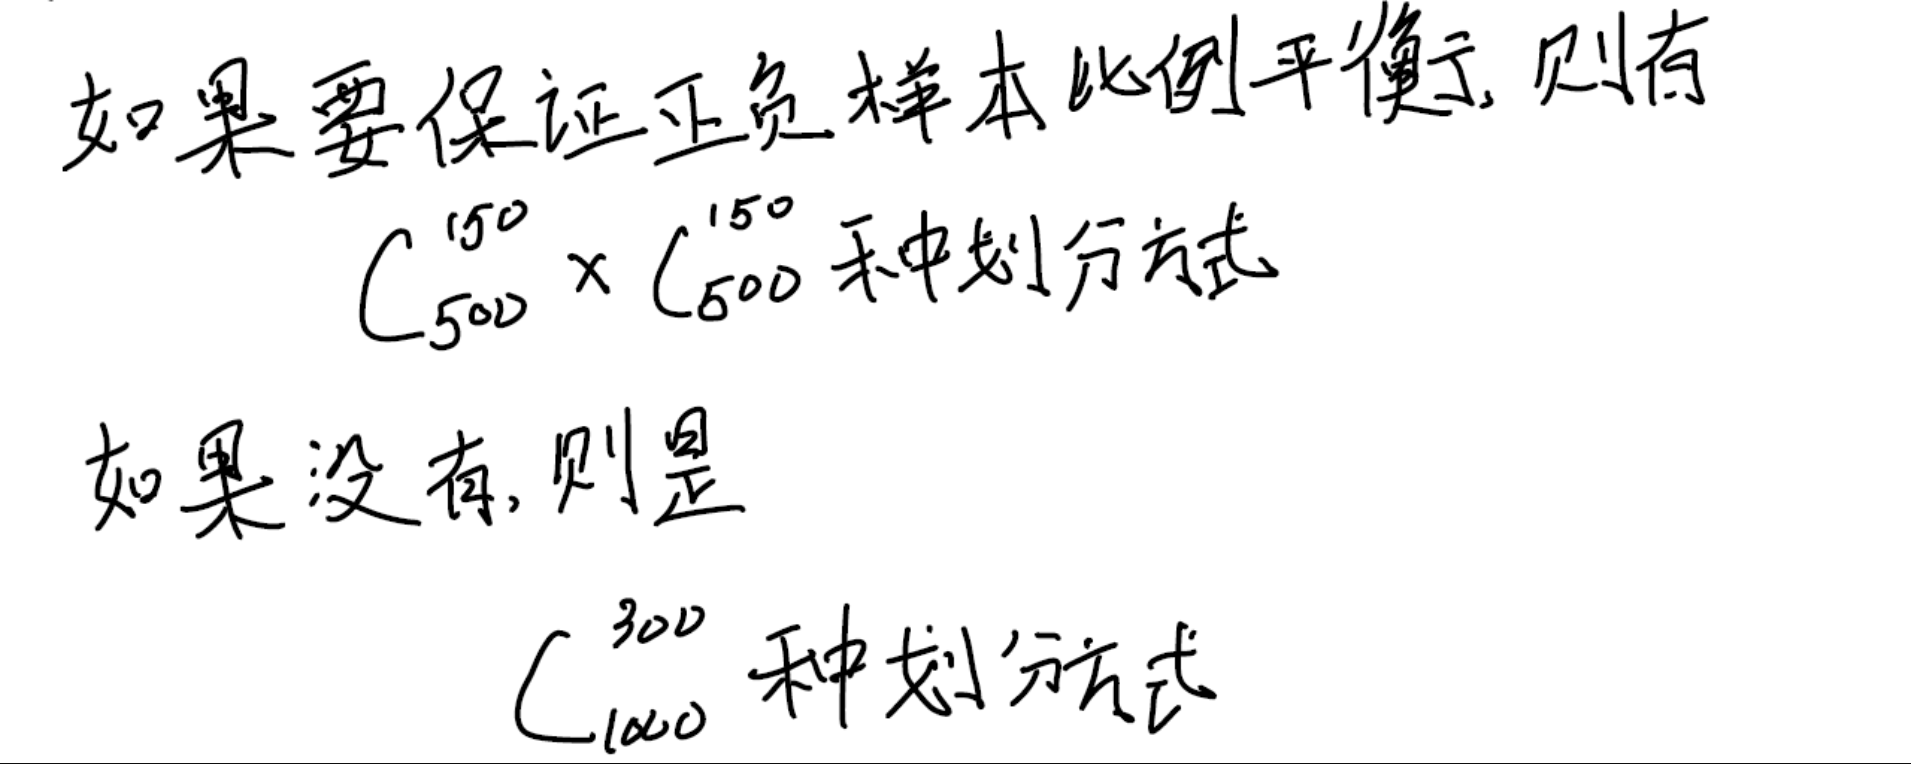 如果要保证正负样本比例平衡，则有
C_{500}^{150} × C_{500}^{150} 种划分方式
如果没有，则是
C_{1000}^{300} 种划分方式